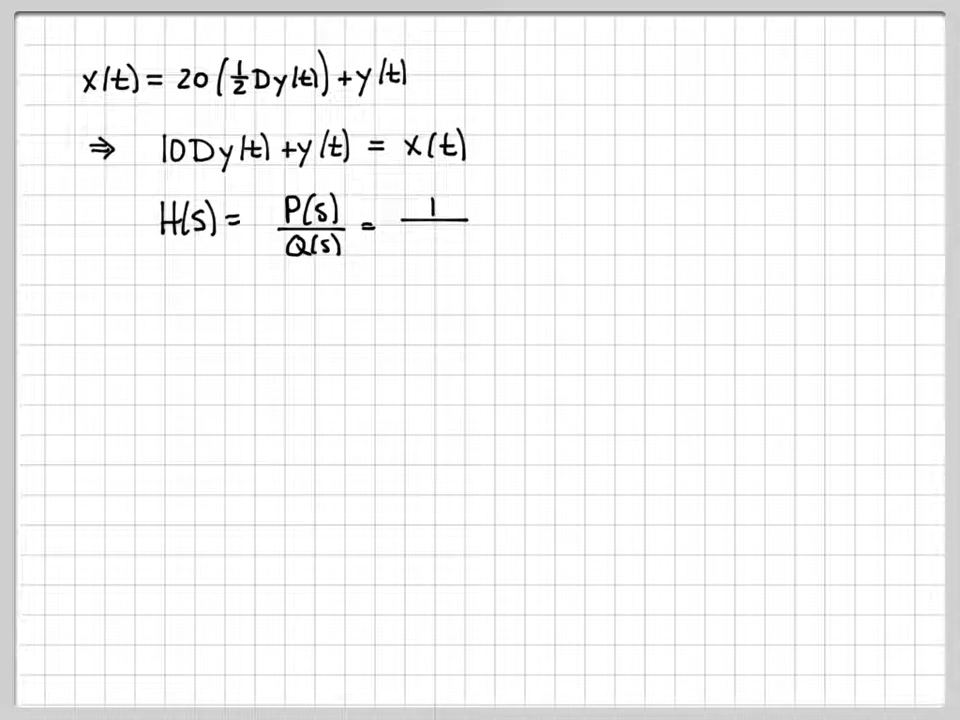 x(t) = 20(½Dy(t)) + y(t)
⇒ 10Dy(t) + y(t) = x(t)
H(s) = P(s)/Q(s) = 1/